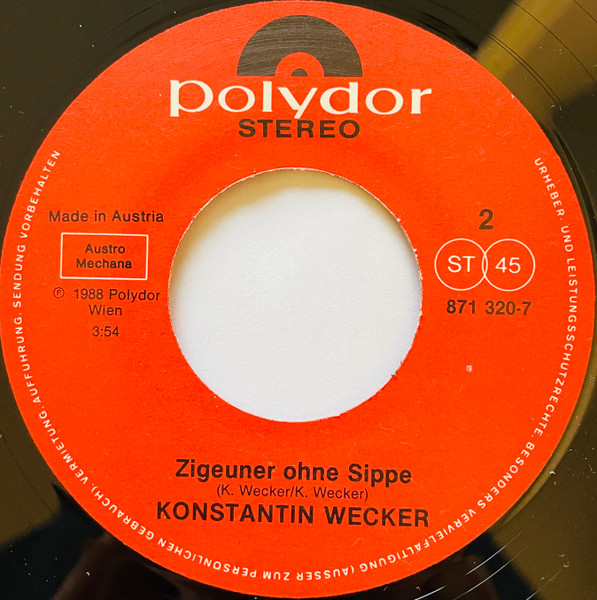 polydor
STEREO
Made in Austria
Austro
Mechana
℗ 1988 Polydor
Wien
3:54
2
ST 45
871 320-7
Zigeuner ohne Sippe
(K. Wecker/K. Wecker)
KONSTANTIN WECKER
URHEBER- UND LEISTUNGSSCHUTZRECHTE, BESONDERS VERVIELFÄLTIGUNG (AUSSER ZUM PERSÖNLICHEN GEBRAUCH), VERMIETUNG, AUFFÜHRUNG, SENDUNG VORBEHALTEN